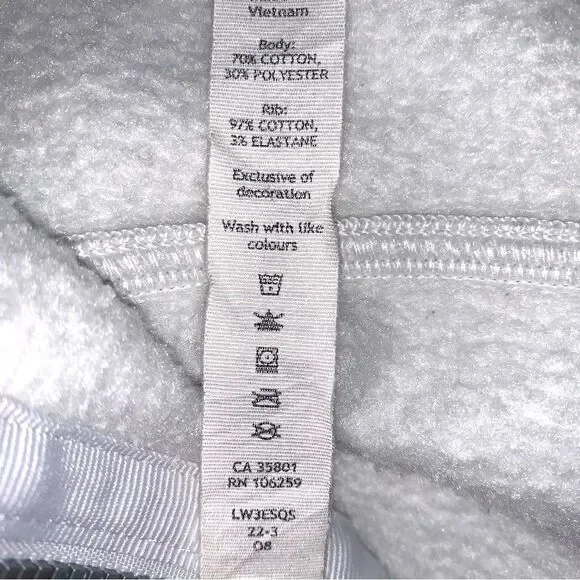 Vietnam
Body:
70% COTTON,
30% POLYESTER
Rib:
97% COTTON,
3% ELASTANE
Exclusive of
decoration
Wash with like
colours
CA 35801
RN 106259
LW3ESQS
22-3
08